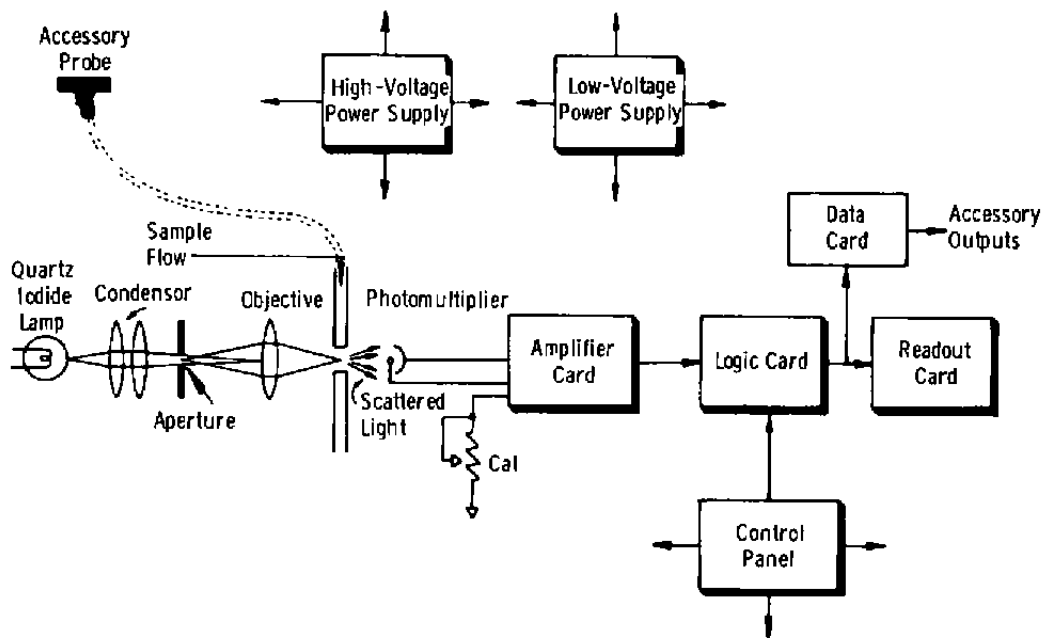 Accessory
Probe
High-Voltage
Power Supply
Low-Voltage
Power Supply
Data
Card
Accessory
Outputs
Sample
Flow
Quartz
Iodide
Lamp
Condensor
Objective
Photomultiplier
Amplifier
Card
Logic Card
Readout
Card
Aperture
Scattered
Light
Cal
Control
Panel